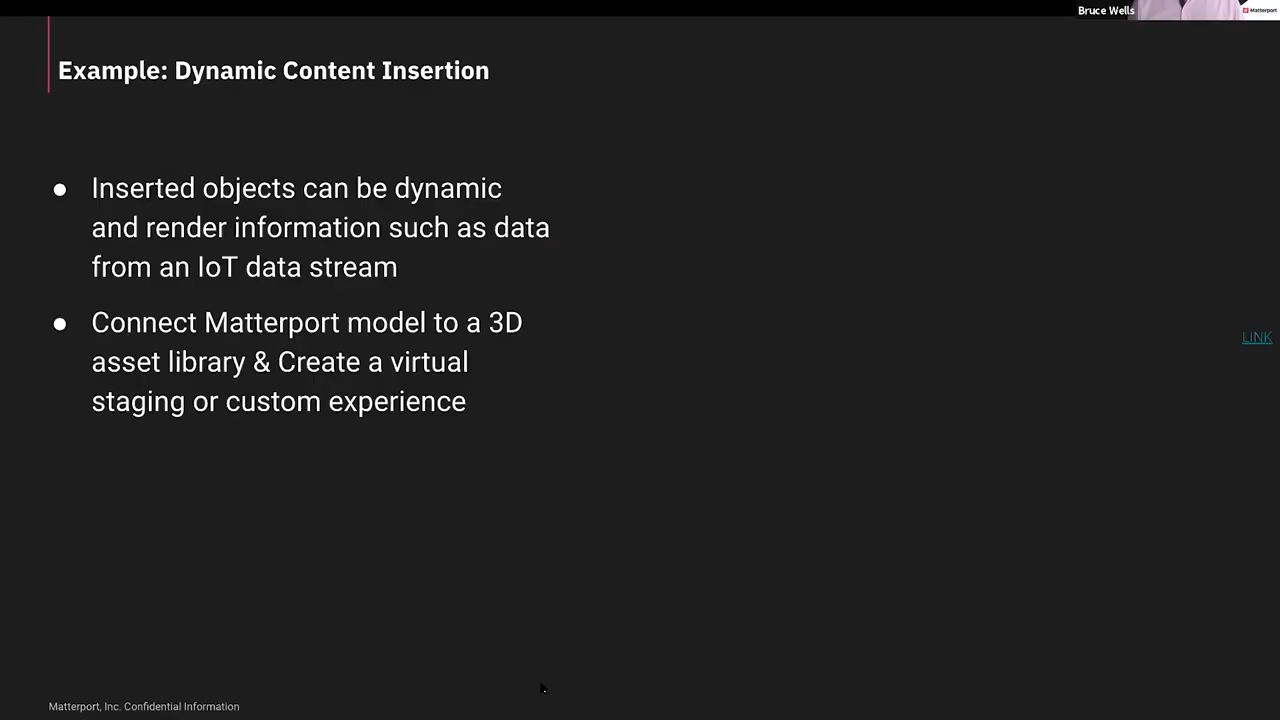 Bruce Wells
Matterport
Example: Dynamic Content Insertion
● Inserted objects can be dynamic
and render information such as data
from an IoT data stream
● Connect Matterport model to a 3D
asset library & Create a virtual
staging or custom experience
LINK
Matterport, Inc. Confidential Information